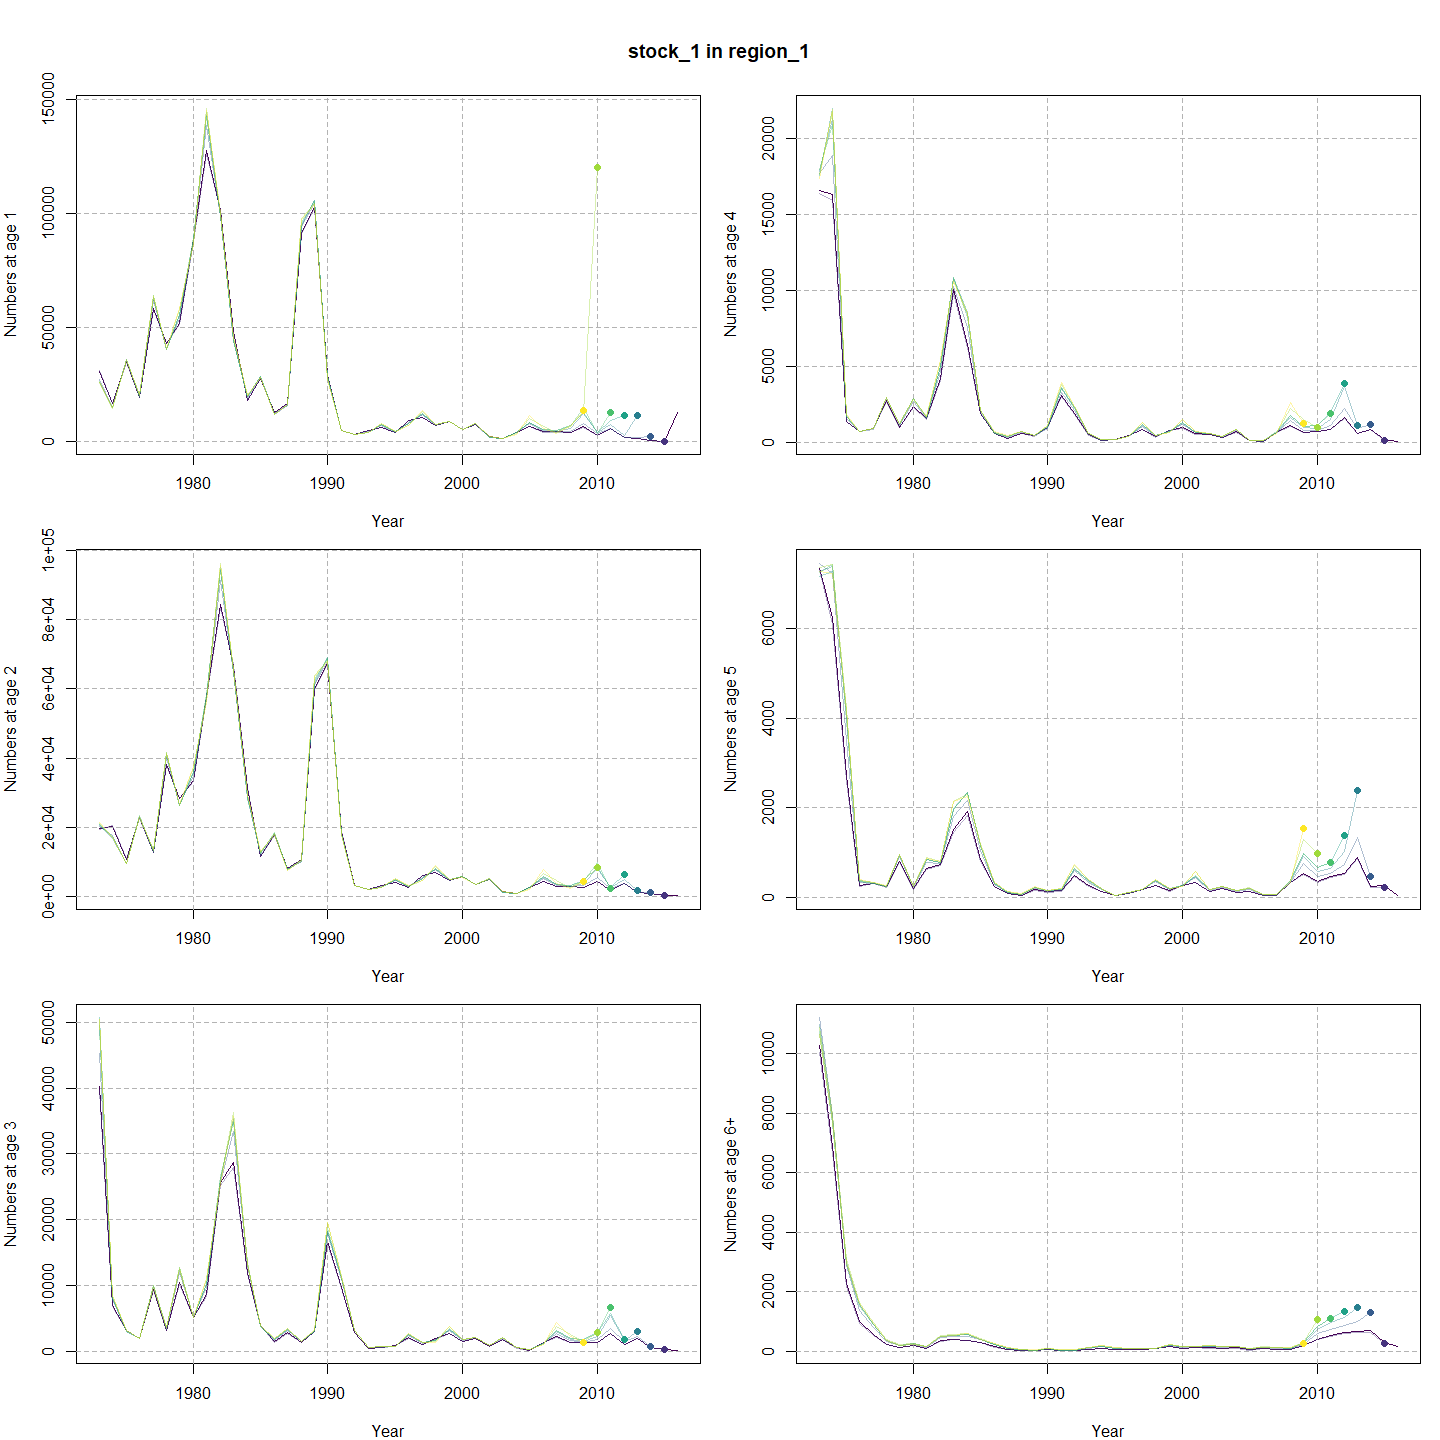 stock_1 in region_1
Numbers at age 1
150000
100000
50000
0
1980 1990 2000 2010
Year
Numbers at age 4
20000
15000
10000
5000
0
1980 1990 2000 2010
Year
Numbers at age 2
1e+05
8e+04
6e+04
4e+04
2e+04
0e+00
1980 1990 2000 2010
Year
Numbers at age 5
6000
4000
2000
0
1980 1990 2000 2010
Year
Numbers at age 3
50000
40000
30000
20000
10000
0
1980 1990 2000 2010
Year
Numbers at age 6+
10000
8000
6000
4000
2000
0
1980 1990 2000 2010
Year